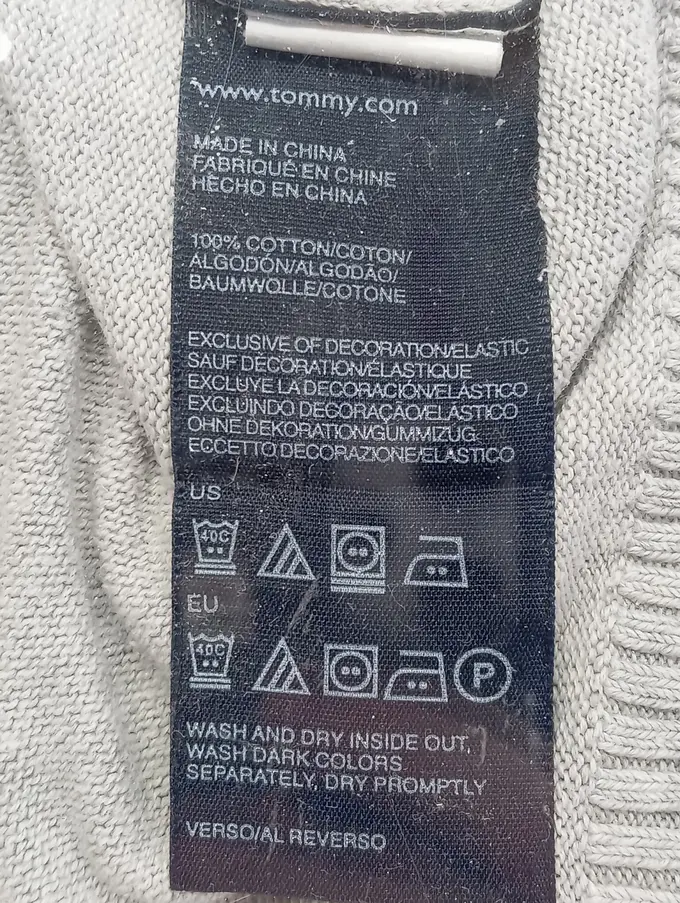 www.tommy.com
MADE IN CHINA
FABRIQUÉ EN CHINE
HECHO EN CHINA
100% COTTON/COTON/
ALGODÓN/ALGODÃO/
BAUMWOLLE/COTONE
EXCLUSIVE OF DECORATION/ELASTIC
SAUF DÉCORATION/ÉLASTIQUE
EXCLUYE LA DECORACIÓN/ELÁSTICO
EXCLUINDO DECORAÇÃO/ELÁSTICO
OHNE DEKORATION/GUMMIZUG
ECCETTO DECORAZIONE/ELASTICO
US
40C
EU
40C
P
WASH AND DRY INSIDE OUT,
WASH DARK COLORS
SEPARATELY, DRY PROMPTLY
VERSO/AL REVERSO